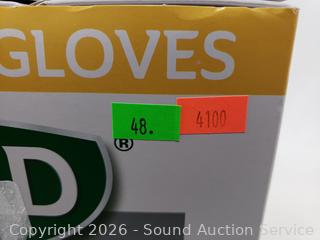 GLOVES
48.
4100
D®
Copyright 2026 - Sound Auction Service